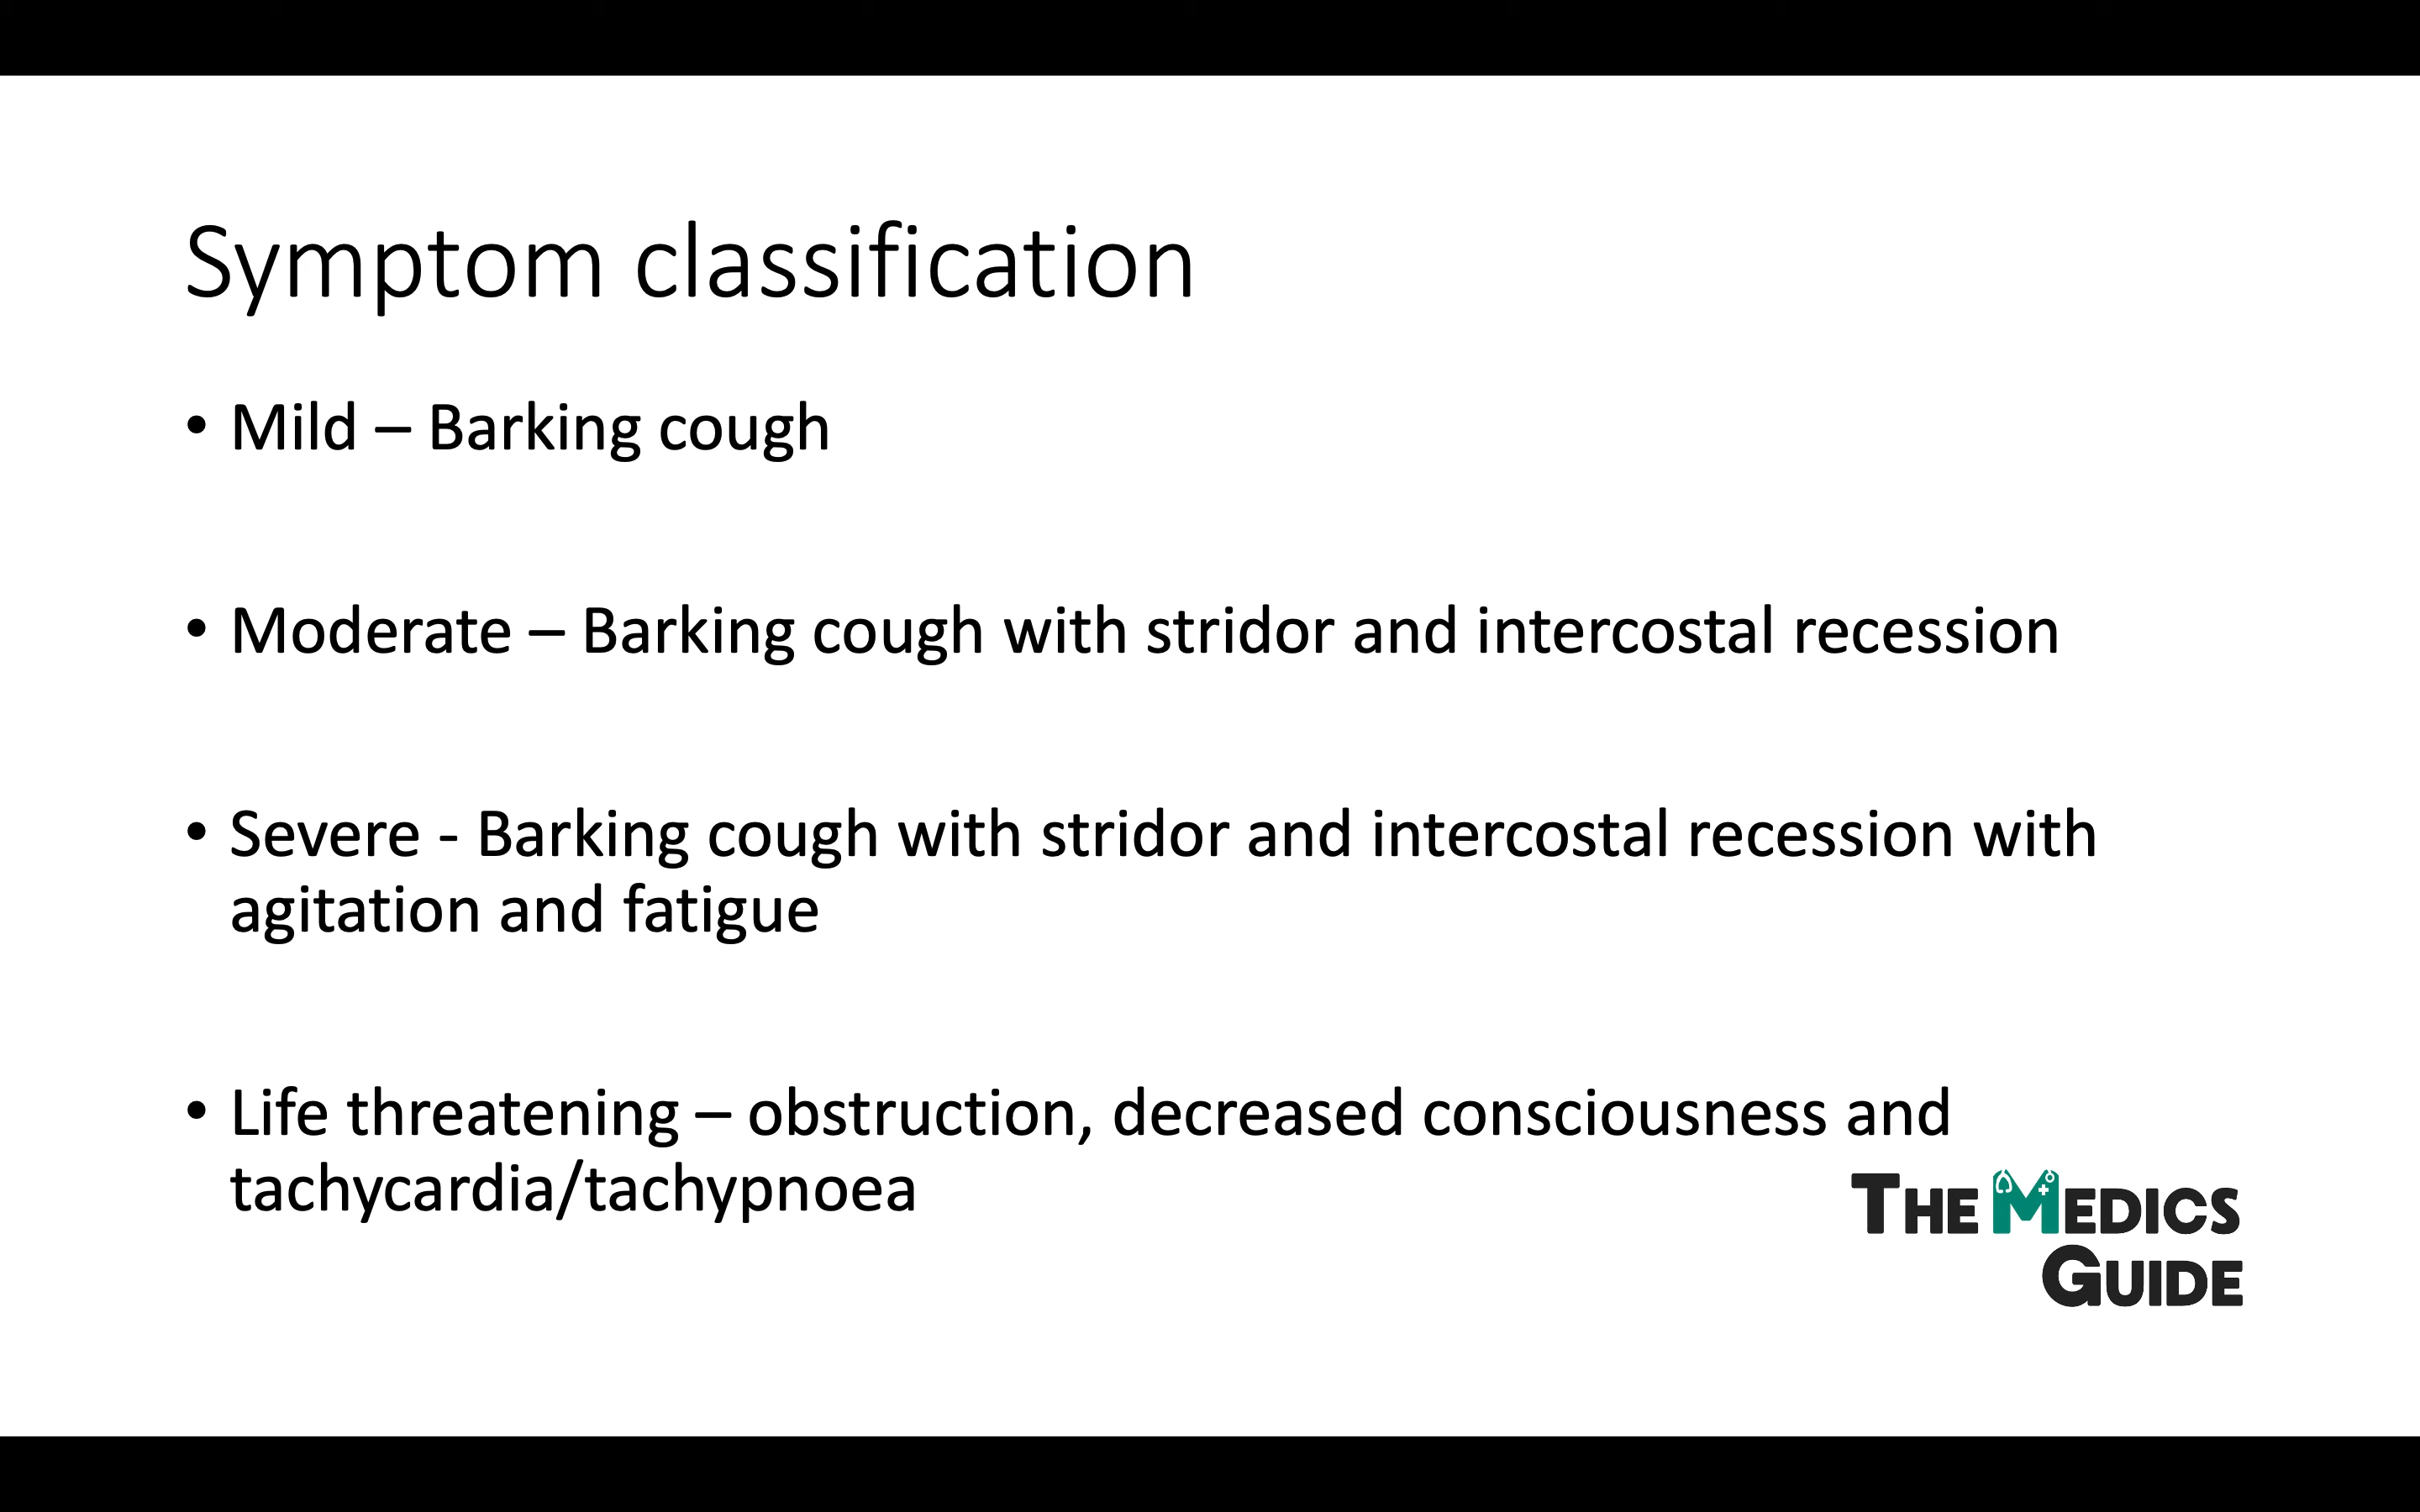 Symptom classification
• Mild – Barking cough
• Moderate – Barking cough with stridor and intercostal recession
• Severe - Barking cough with stridor and intercostal recession with
agitation and fatigue
• Life threatening – obstruction, decreased consciousness and
tachycardia/tachypnoea
THE MEDICS
GUIDE